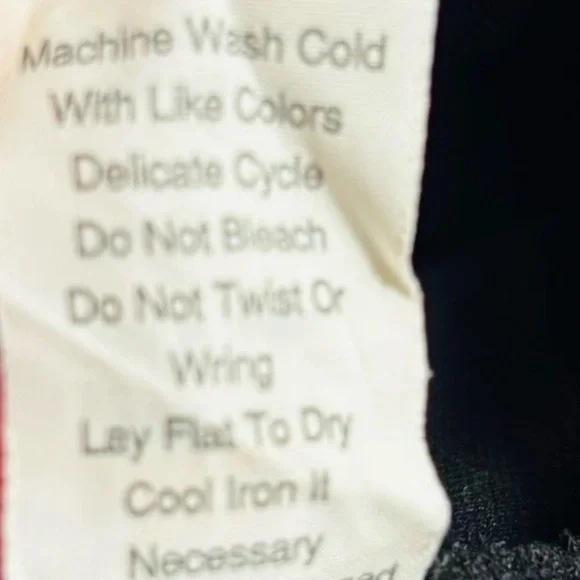 Machine Wash Cold
With Like Colors
Delicate Cycle
Do Not Bleach
Do Not Twist Or
Wring
Lay Flat To Dry
Cool Iron If
Necessary